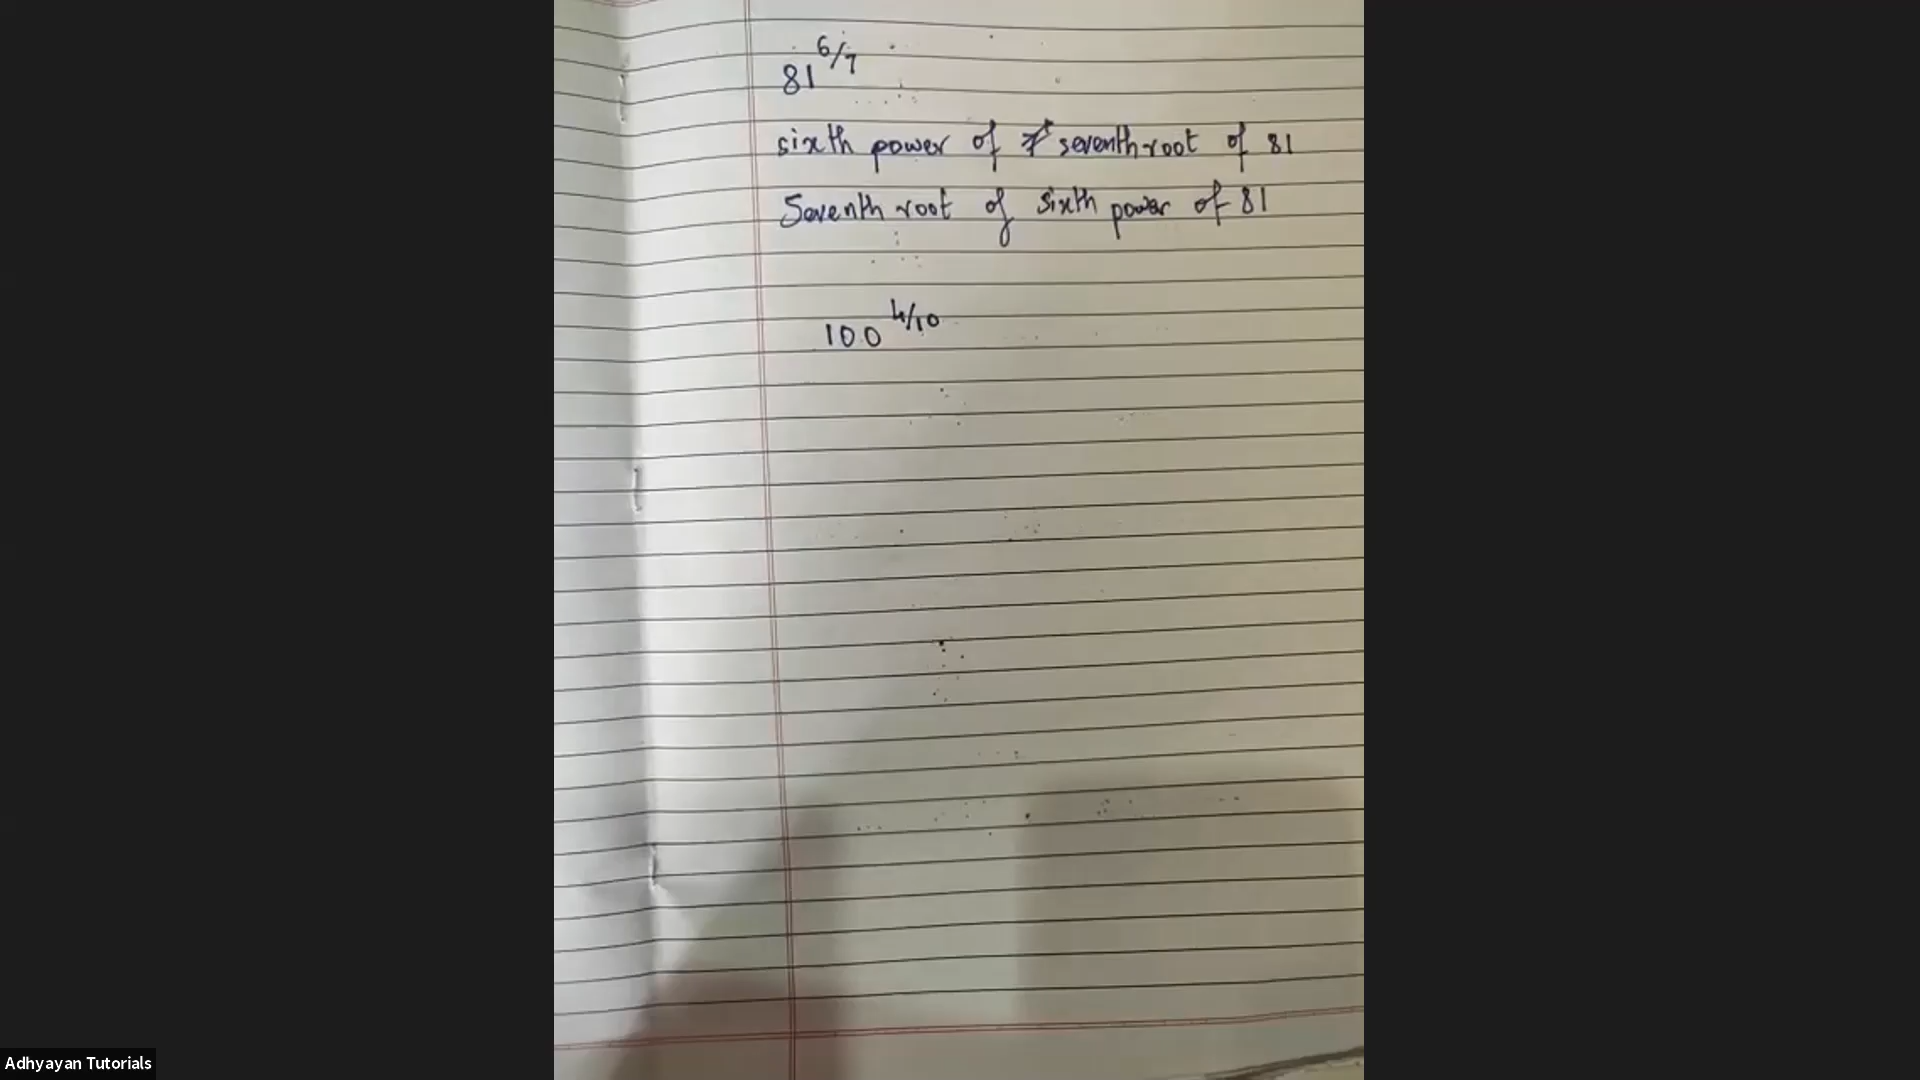 81^6/7
sixth power of seventh root of 81
Seventh root of sixth power of 81
100^4/10
Adhyayan Tutorials